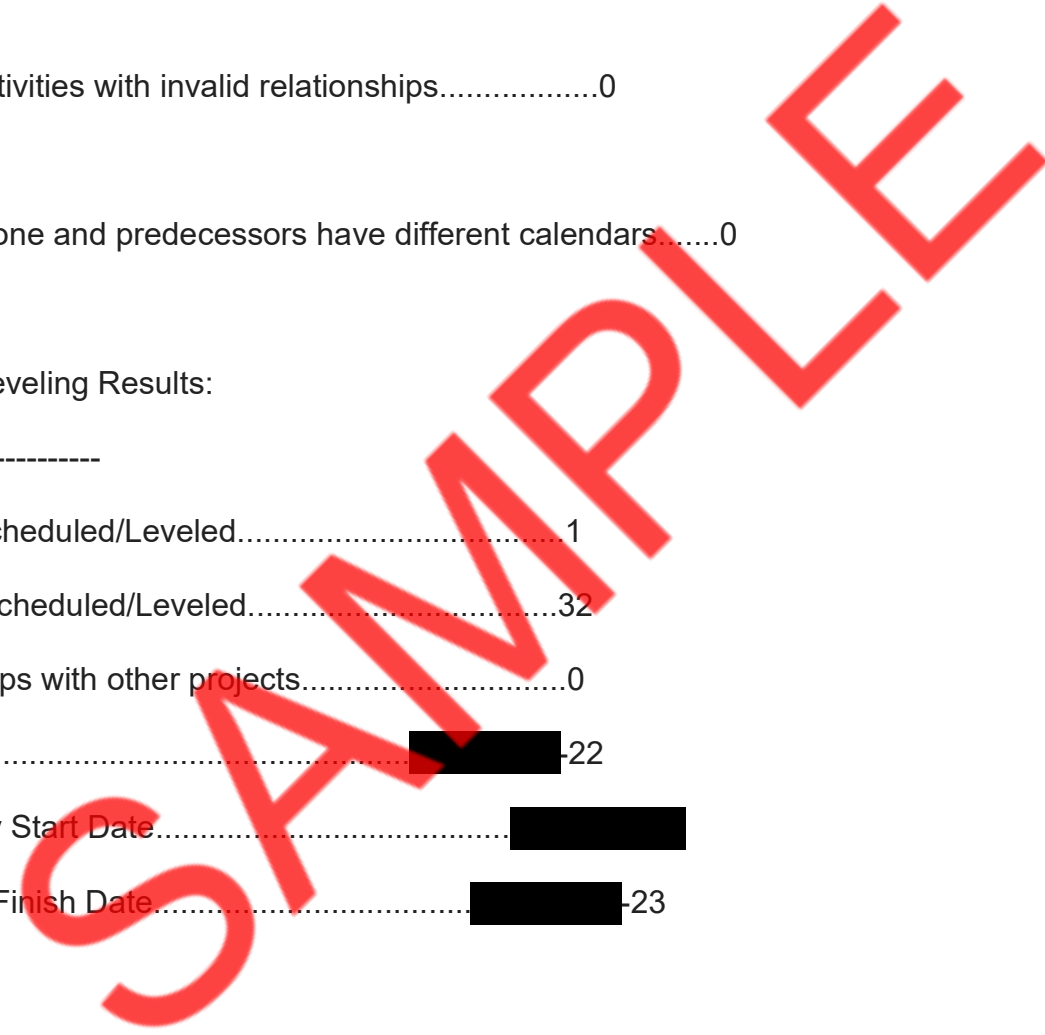 tivities with invalid relationships..................0
one and predecessors have different calendars.......0
eveling Results:
-----------
cheduled/Leveled.....................................1
cheduled/Leveled...................................32
ps with other projects..............................0
...............................................-22
Start Date........................................
Finish Date....................................-23
SAMPLE